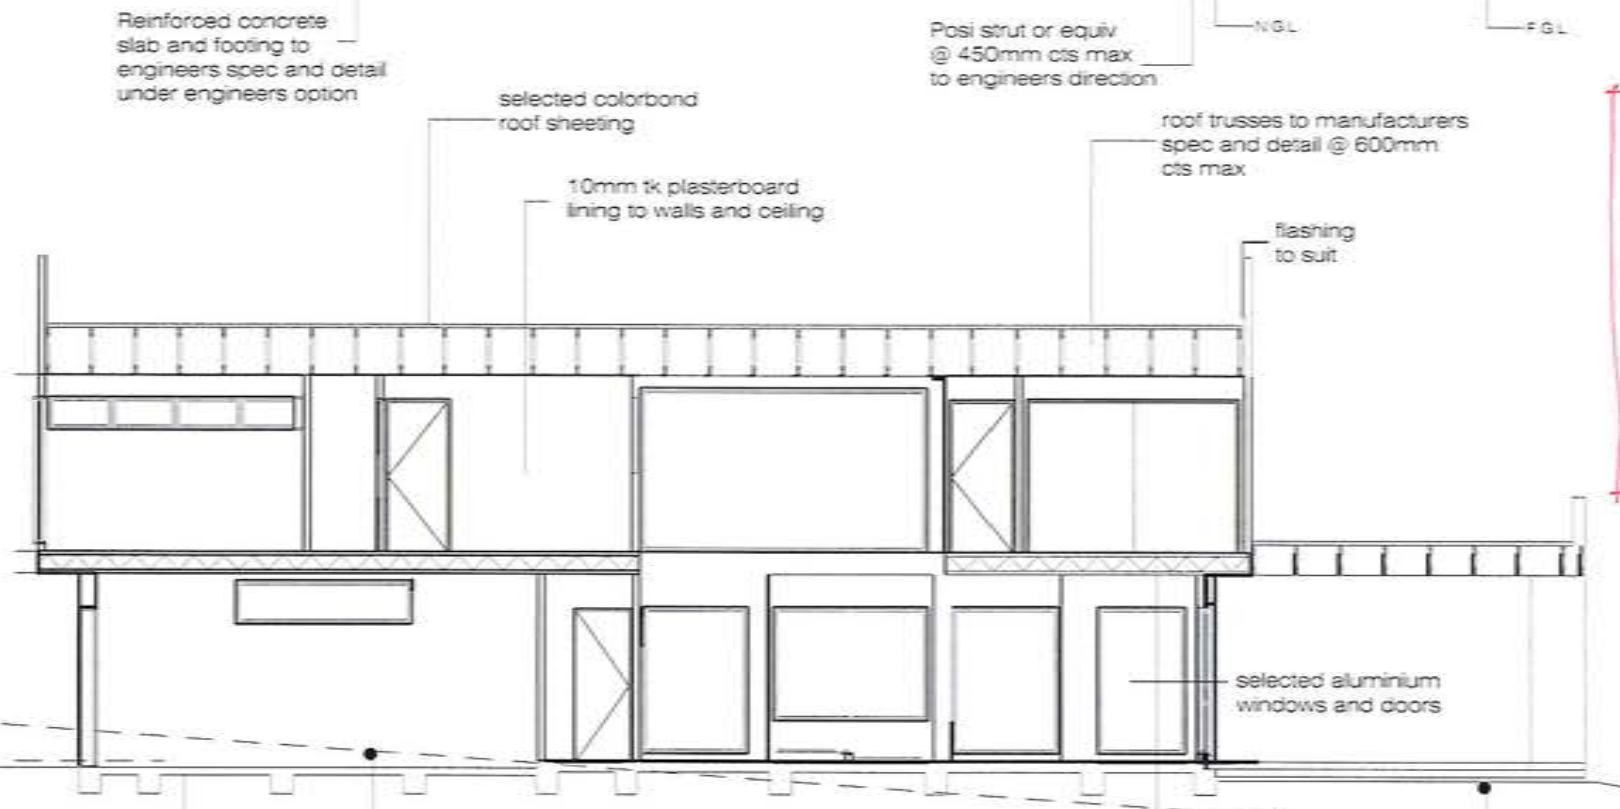 Reinforced concrete
slab and footing to
engineers spec and detail
under engineers option
Posi strut or equiv
@ 450mm cts max
to engineers direction
NGL
FGL
selected colorbond
roof sheeting
roof trusses to manufacturers
spec and detail @ 600mm
cts max
10mm tk plasterboard
lining to walls and ceiling
flashing
to suit
selected aluminium
windows and doors